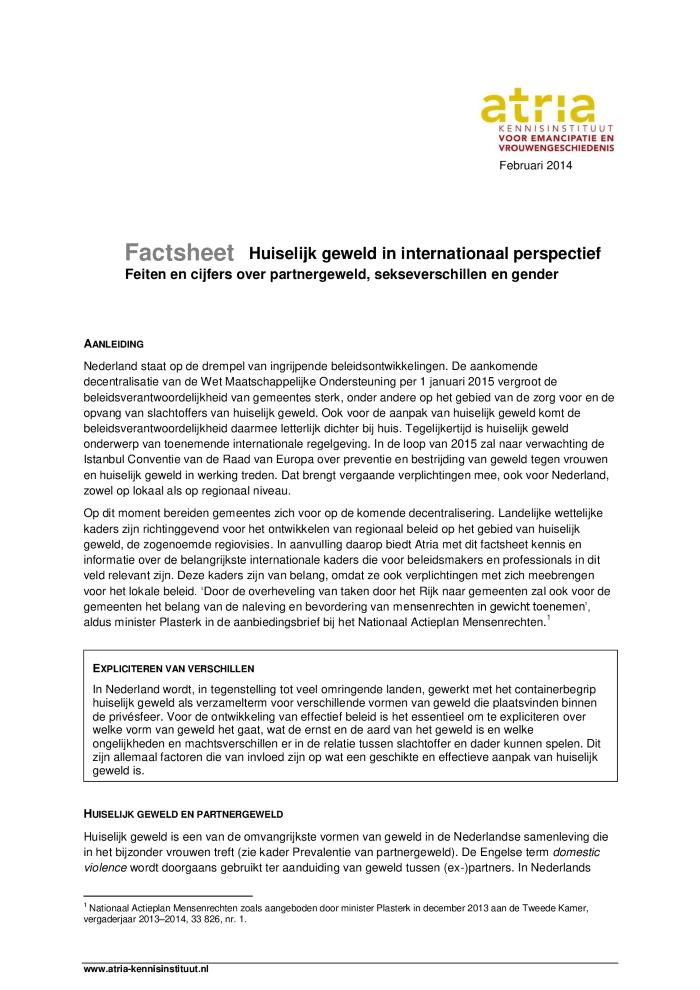 atria
KENNISINSTITUUT
VOOR EMANCIPATIE EN
VROUWENGESCHIEDENIS
Februari 2014
Factsheet Huiselijk geweld in internationaal perspectief
Feiten en cijfers over partnergeweld, sekseverschillen en gender
AANLEIDING
Nederland staat op de drempel van ingrijpende beleidsontwikkelingen. De aankomende
decentralisatie van de Wet Maatschappelijke Ondersteuning per 1 januari 2015 vergroot de
beleidsverantwoordelijkheid van gemeentes sterk, onder andere op het gebied van de zorg voor en de
opvang van slachtoffers van huiselijk geweld. Ook voor de aanpak van huiselijk geweld komt de
beleidsverantwoordelijkheid daarmee letterlijk dichter bij huis. Tegelijkertijd is huiselijk geweld
onderwerp van toenemende internationale regelgeving. In de loop van 2015 zal naar verwachting de
Istanbul Conventie van de Raad van Europa over preventie en bestrijding van geweld tegen vrouwen
en huiselijk geweld in werking treden. Dat brengt vergaande verplichtingen mee, ook voor Nederland,
zowel op lokaal als op regionaal niveau.
Op dit moment bereiden gemeentes zich voor op de komende decentralisering. Landelijke wettelijke
kaders zijn richtinggevend voor het ontwikkelen van regionaal beleid op het gebied van huiselijk
geweld, de zogenoemde regiovisies. In aanvulling daarop biedt Atria met dit factsheet kennis en
informatie over de belangrijkste internationale kaders die voor beleidsmakers en professionals in dit
veld relevant zijn. Deze kaders zijn van belang, omdat ze ook verplichtingen met zich meebrengen
voor het lokale beleid. ‘Door de overheveling van taken door het Rijk naar gemeenten zal ook voor de
gemeenten het belang van de naleving en bevordering van mensenrechten in gewicht toenemen’,
aldus minister Plasterk in de aanbiedingsbrief bij het Nationaal Actieplan Mensenrechten.1
EXPLICITEREN VAN VERSCHILLEN
In Nederland wordt, in tegenstelling tot veel omringende landen, gewerkt met het containerbegrip
huiselijk geweld als verzamelterm voor verschillende vormen van geweld die plaatsvinden binnen
de privésfeer. Voor de ontwikkeling van effectief beleid is het essentieel om te expliciteren over
welke vorm van geweld het gaat, wat de ernst en de aard van het geweld is en welke
ongelijkheden en machtsverschillen er in de relatie tussen slachtoffer en dader kunnen spelen. Dit
zijn allemaal factoren die van invloed zijn op wat een geschikte en effectieve aanpak van huiselijk
geweld is.
HUISELIJK GEWELD EN PARTNERGEWELD
Huiselijk geweld is een van de omvangrijkste vormen van geweld in de Nederlandse samenleving die
in het bijzonder vrouwen treft (zie kader Prevalentie van partnergeweld). De Engelse term domestic
violence wordt doorgaans gebruikt ter aanduiding van geweld tussen (ex-)partners. In Nederlands
1 Nationaal Actieplan Mensenrechten zoals aangeboden door minister Plasterk in december 2013 aan de Tweede Kamer,
vergaderjaar 2013–2014, 33 826, nr. 1.
www.atria-kennisinstituut.nl